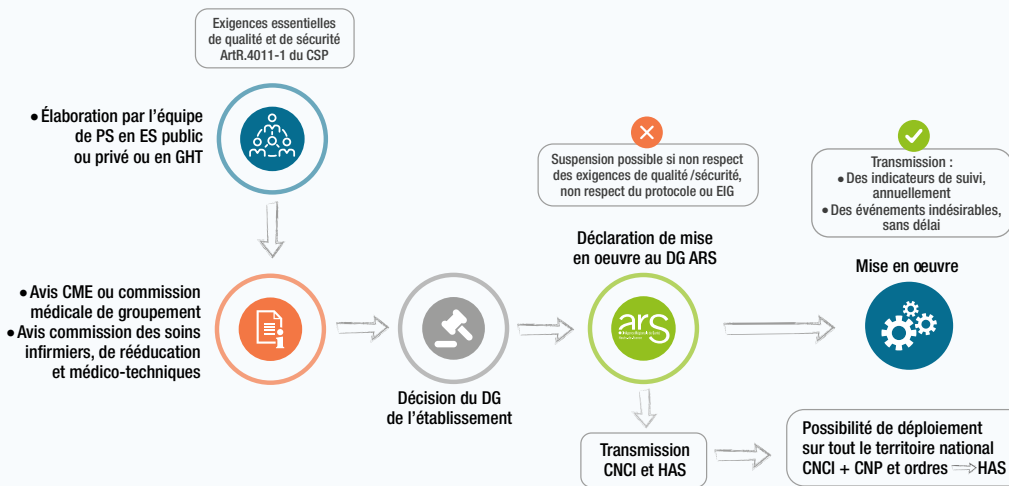 Exigences essentielles
de qualité et de sécurité
ArtR.4011-1 du CSP
• Élaboration par l'équipe
de PS en ES public
ou privé ou en GHT
Suspension possible si non respect
des exigences de qualité/sécurité,
non respect du protocole ou EIG
Transmission :
• Des indicateurs de suivi,
annuellement
• Des événements indésirables,
sans délai
Déclaration de mise
en oeuvre au DG ARS
Mise en œuvre
• Avis CME ou commission
médicale de groupement
• Avis commission des soins
infirmiers, de rééducation
et médico-techniques
ars
Décision du DG
de l'établissement
Transmission
CNCI et HAS
Possibilité de déploiement
sur tout le territoire national
CNCI + CNP et ordres ⇒ HAS